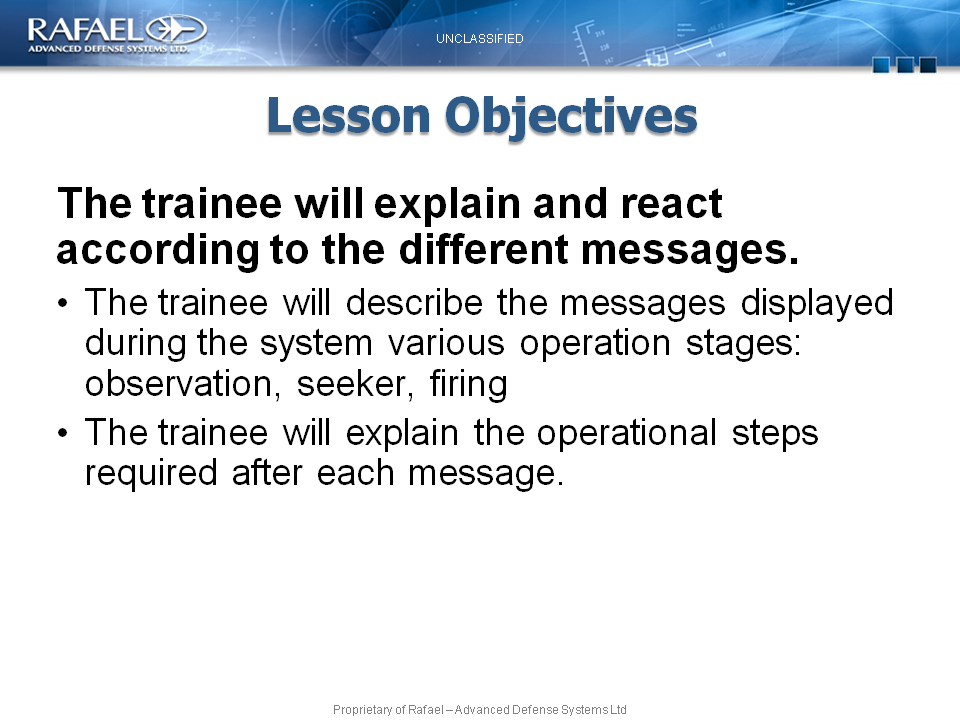 RAFAEL
ADVANCED DEFENSE SYSTEMS LTD.
UNCLASSIFIED
Lesson Objectives
The trainee will explain and react
according to the different messages.
• The trainee will describe the messages displayed
during the system various operation stages:
observation, seeker, firing
• The trainee will explain the operational steps
required after each message.
Proprietary of Rafael – Advanced Defense Systems Ltd